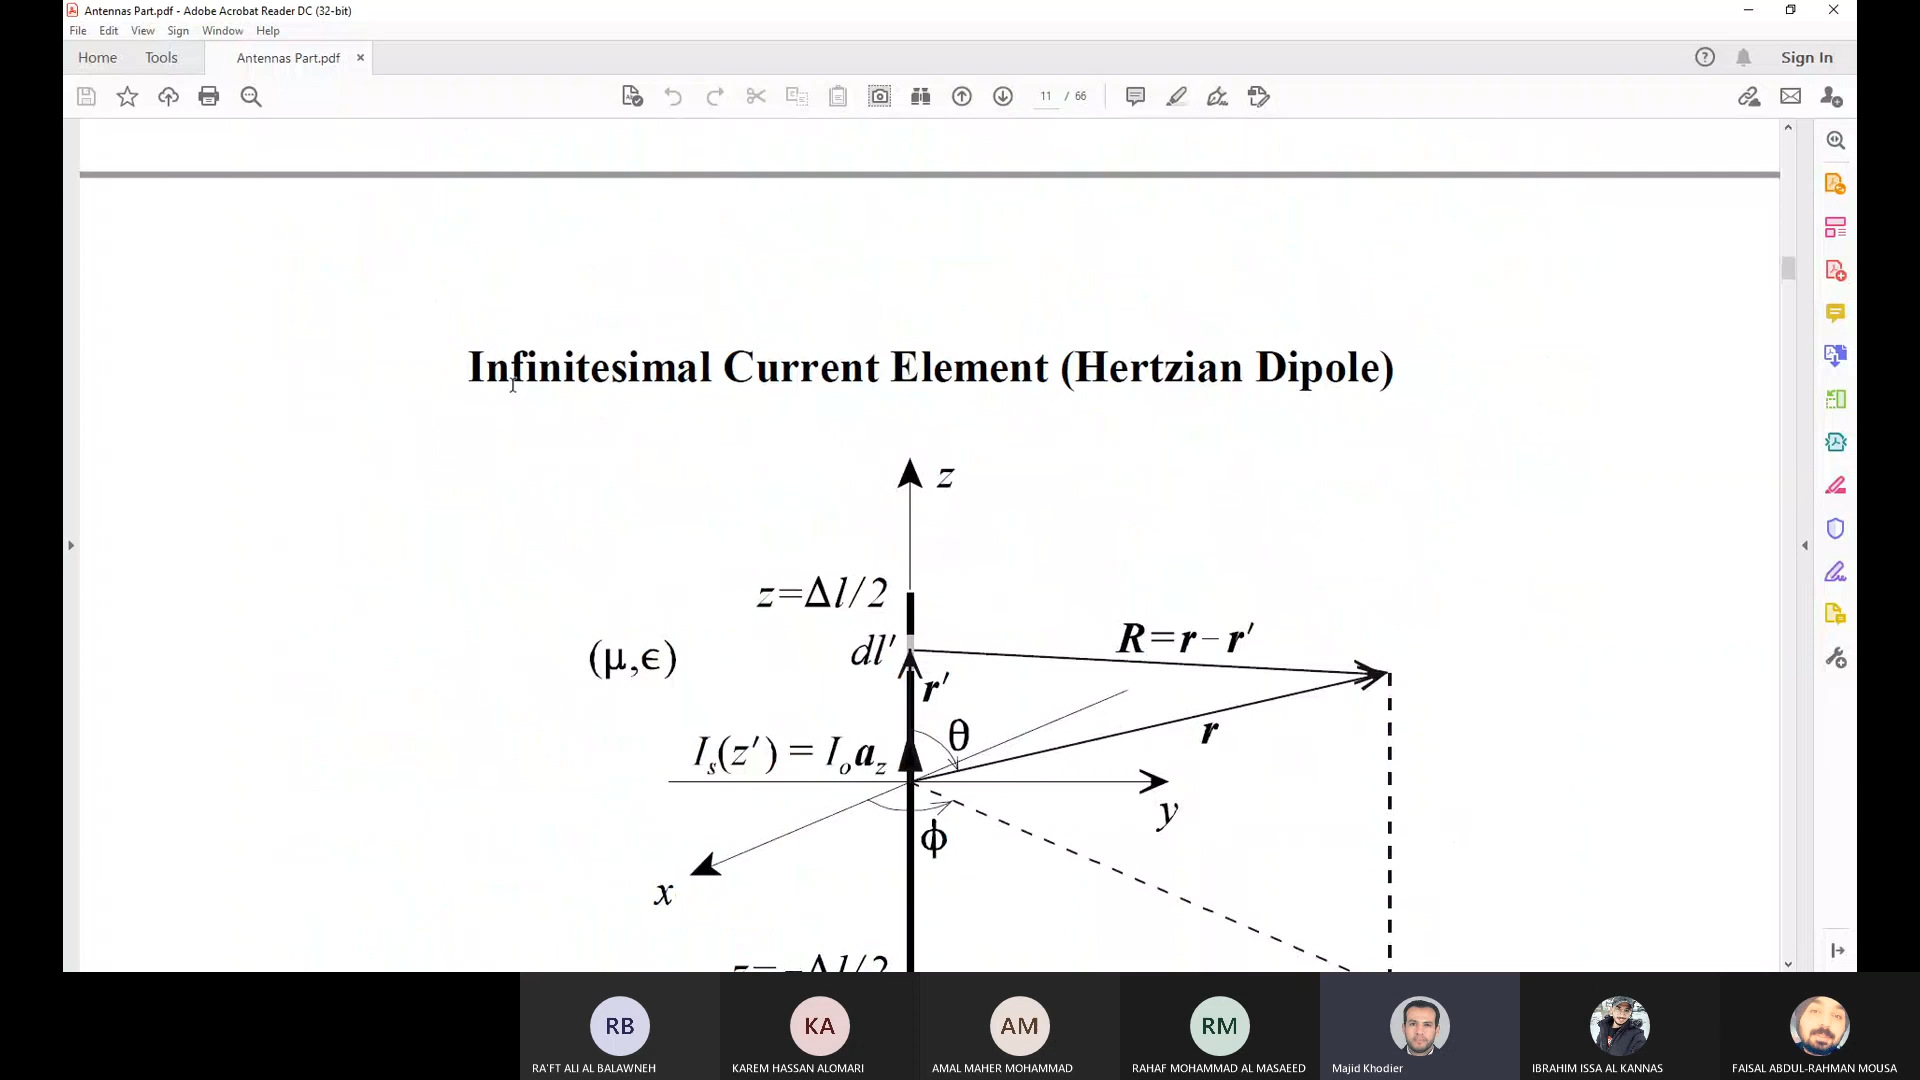 Antennas Part.pdf - Adobe Acrobat Reader DC (32-bit)
File Edit View Sign Window Help
Home Tools Antennas Part.pdf × Sign In
11 / 66
Infinitesimal Current Element (Hertzian Dipole)
z
z=Δl/2
R=r-r′
(μ,ϵ) dl′
r′
θ r
I_s(z′) = I_o a_z
y
ϕ
x
z=-Δl/2
RB KA AM RM
RA'FT ALI AL BALAWNEH KAREM HASSAN ALOMARI AMAL MAHER MOHAMMAD RAHAF MOHAMMAD AL MASAEED Majid Khodier IBRAHIM ISSA AL KANNAS FAISAL ABDUL-RAHMAN MOUSA